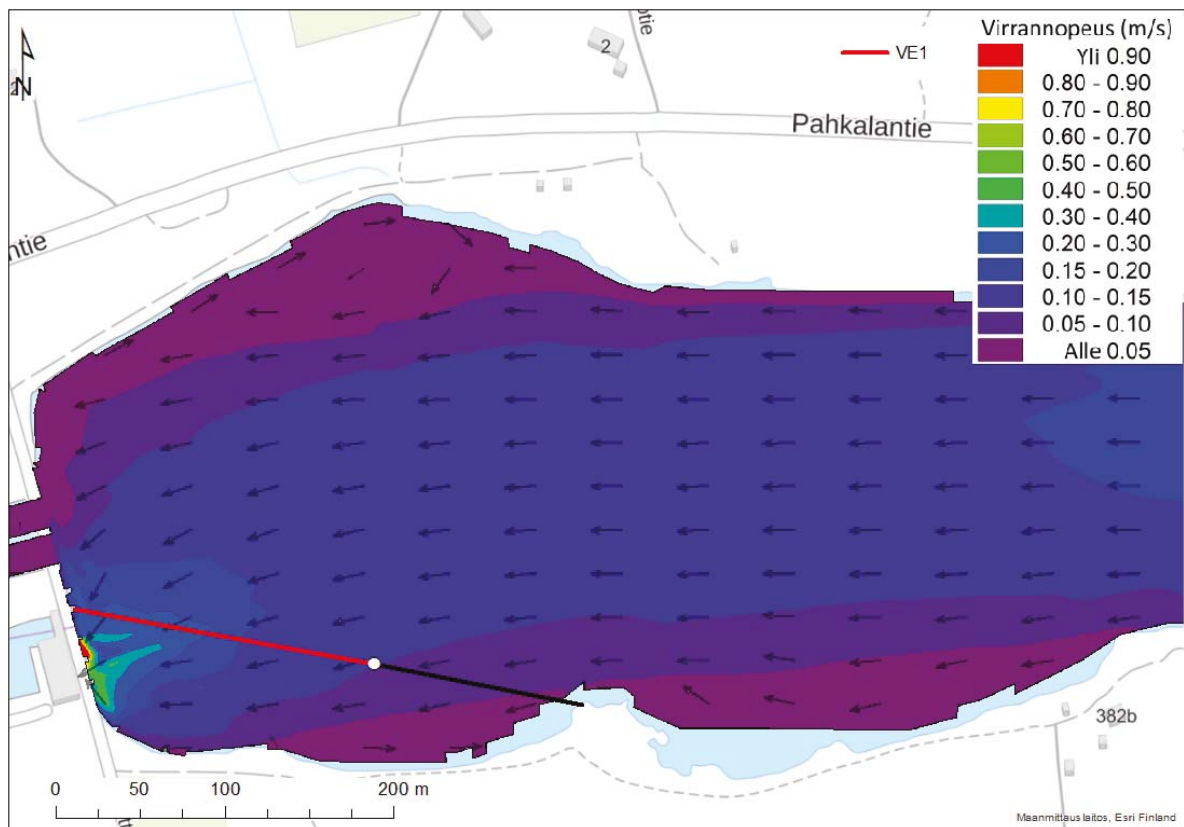 N
2
ptie
VE1
Virrannopeus (m/s)
Yli 0.90
0.80 - 0.90
0.70 - 0.80
0.60 - 0.70
0.50 - 0.60
0.40 - 0.50
0.30 - 0.40
0.20 - 0.30
0.15 - 0.20
0.10 - 0.15
0.05 - 0.10
Alle 0.05
Pahkalantie
antie
382b
0 50 100 200 m
Maanmittauslaitos, Esri Finland